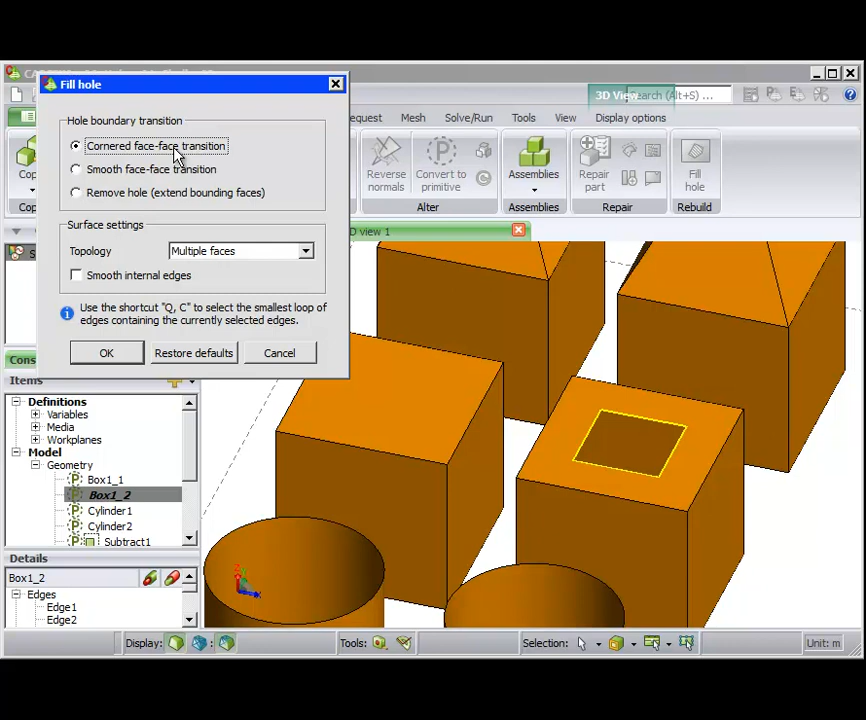 Fill hole
Hole boundary transition
Cornered face-face transition
Smooth face-face transition
Remove hole (extend bounding faces)
Surface settings
Topology
Multiple faces
Smooth internal edges
Use the shortcut "Q, C" to select the smallest loop of
edges containing the currently selected edges.
OK
Restore defaults
Cancel
3D View
Search (Alt+S) ...
equest
Mesh
Solve/Run
Tools
View
Display options
Reverse
normals
Convert to
primitive
Alter
Assemblies
Assemblies
Repair
part
Repair
Fill
hole
Rebuild
D view 1
Cons
Items
Definitions
Variables
Media
Workplanes
Model
Geometry
Box1_1
Box1_2
Cylinder1
Cylinder2
Subtract1
Details
Box1_2
Edges
Edge1
Edge2
Display:
Tools:
Selection:
Unit: m